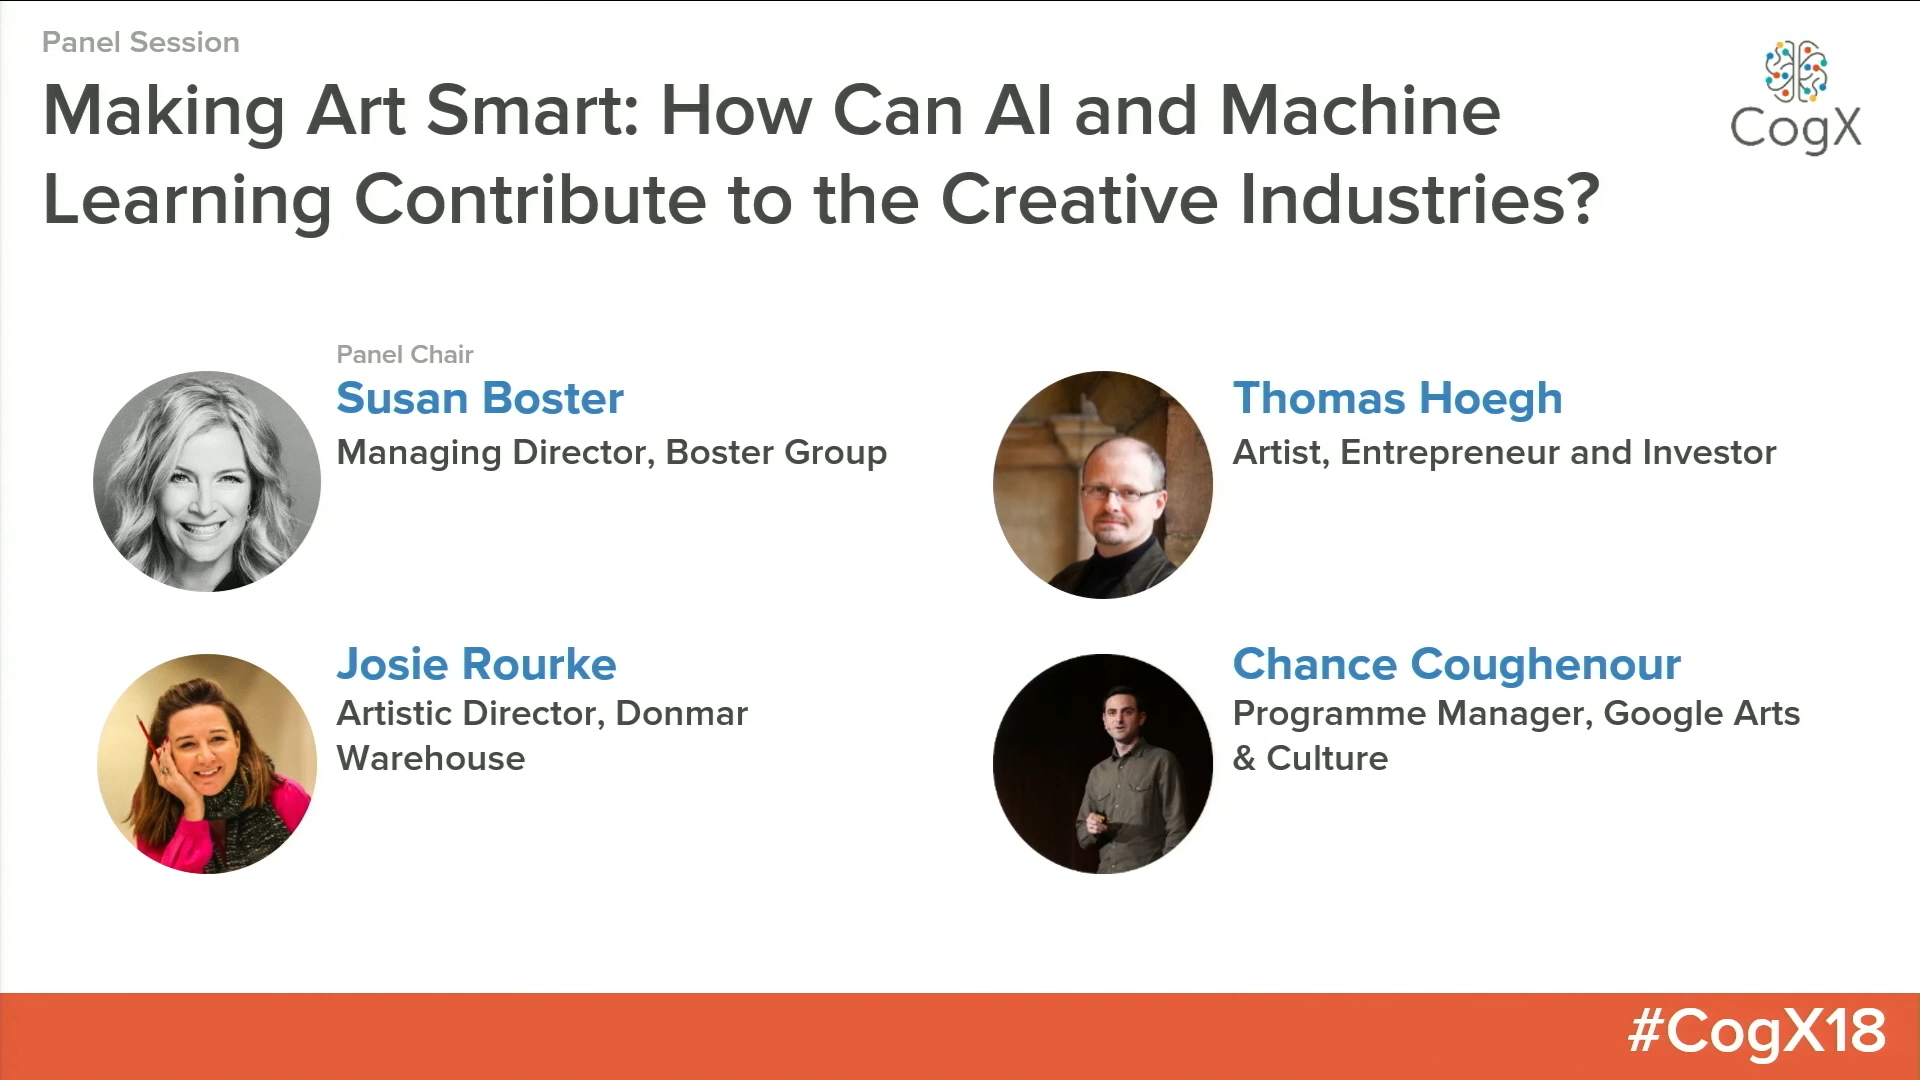 Panel Session
Making Art Smart: How Can AI and Machine
Learning Contribute to the Creative Industries?
CogX
Panel Chair
Susan Boster
Managing Director, Boster Group
Thomas Hoegh
Artist, Entrepreneur and Investor
Josie Rourke
Artistic Director, Donmar
Warehouse
Chance Coughenour
Programme Manager, Google Arts
& Culture
#CogX18